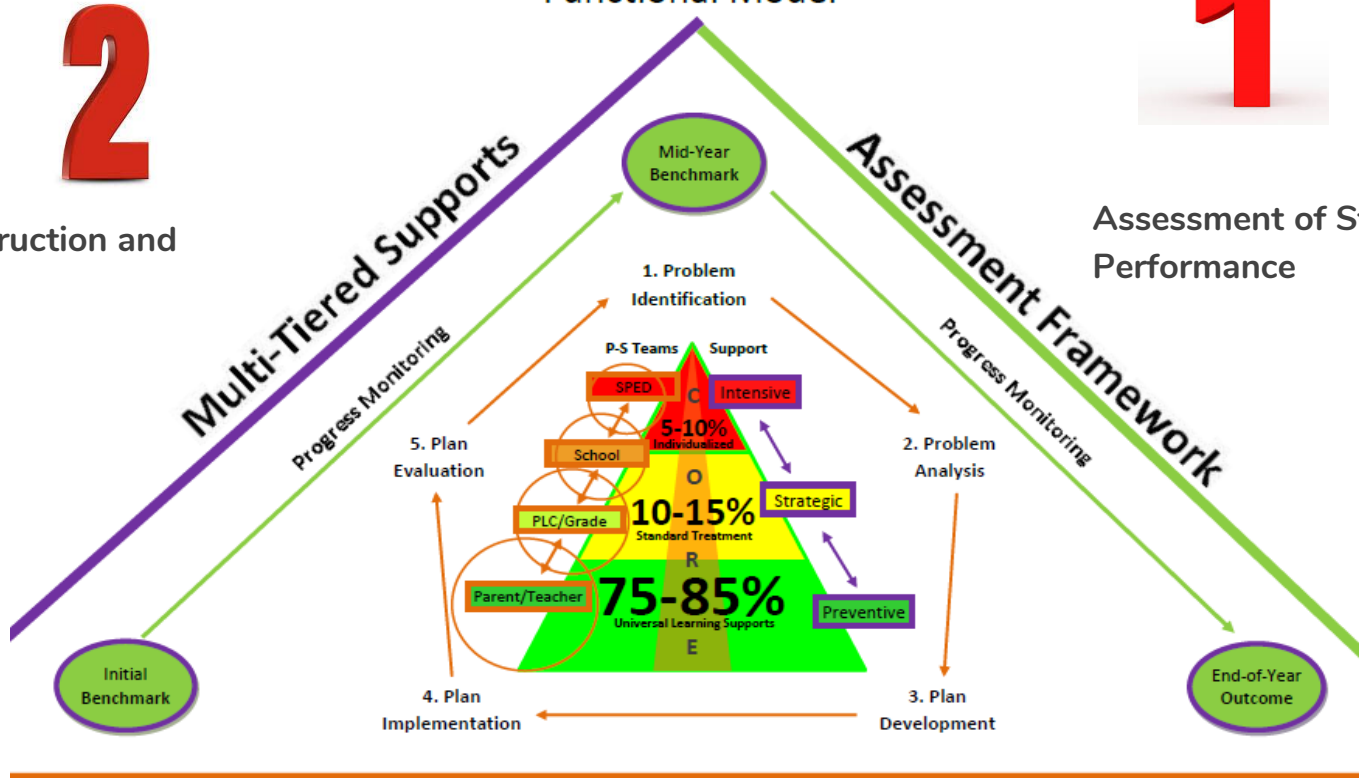 Functional Model
2
1
ruction and
Assessment of St
Performance
Multi-Tiered Supports
Assessment Framework
Mid-Year
Benchmark
Progress Monitoring
Progress Monitoring
1. Problem
Identification
P-S Teams
Support
SPED
C
Intensive
5-10%
Individualized
5. Plan
Evaluation
School
2. Problem
Analysis
O
Strategic
PLC/Grade
10-15%
Standard Treatment
R
Parent/Teacher
75-85%
Universal Learning Supports
Preventive
E
Initial
Benchmark
4. Plan
Implementation
3. Plan
Development
End-of-Year
Outcome